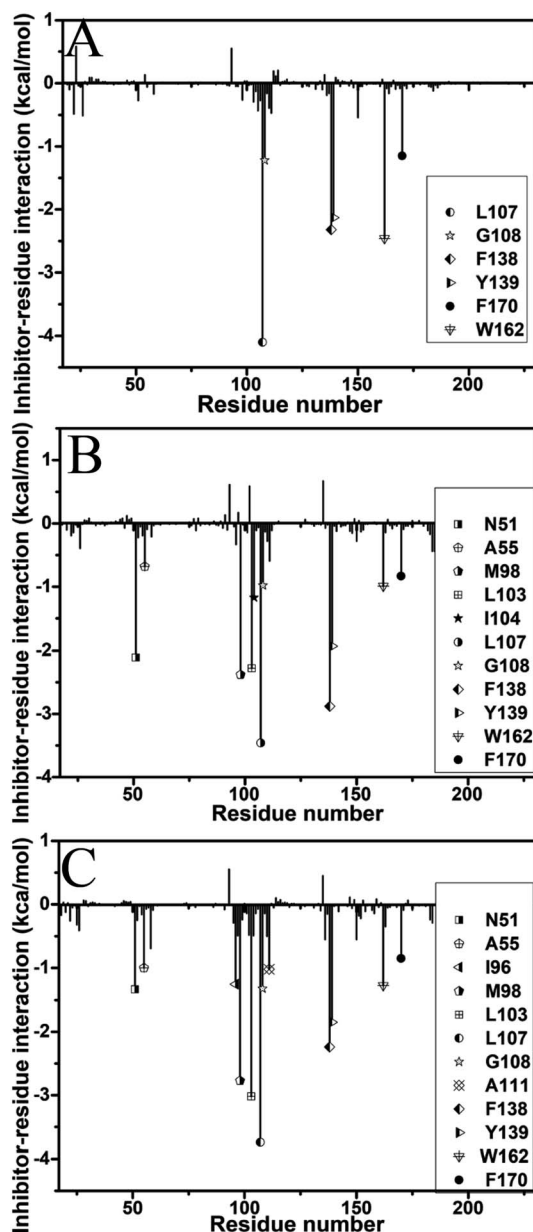 A
Inhibitor-residue interaction (kcal/mol)
1
0
-1
-2
-3
-4
L107
G108
F138
Y139
F170
W162
50
100
150
200
Residue number
B
Inhibitor-residue interaction (kcal/mol)
1
0
-1
-2
-3
-4
N51
A55
M98
L103
I104
L107
G108
F138
Y139
W162
F170
50
100
150
200
Residue number
C
Inhibitor-residue interaction (kcal/mol)
1
0
-1
-2
-3
-4
N51
A55
I96
M98
L103
L107
G108
A111
F138
Y139
W162
F170
50
100
150
200
Residue number